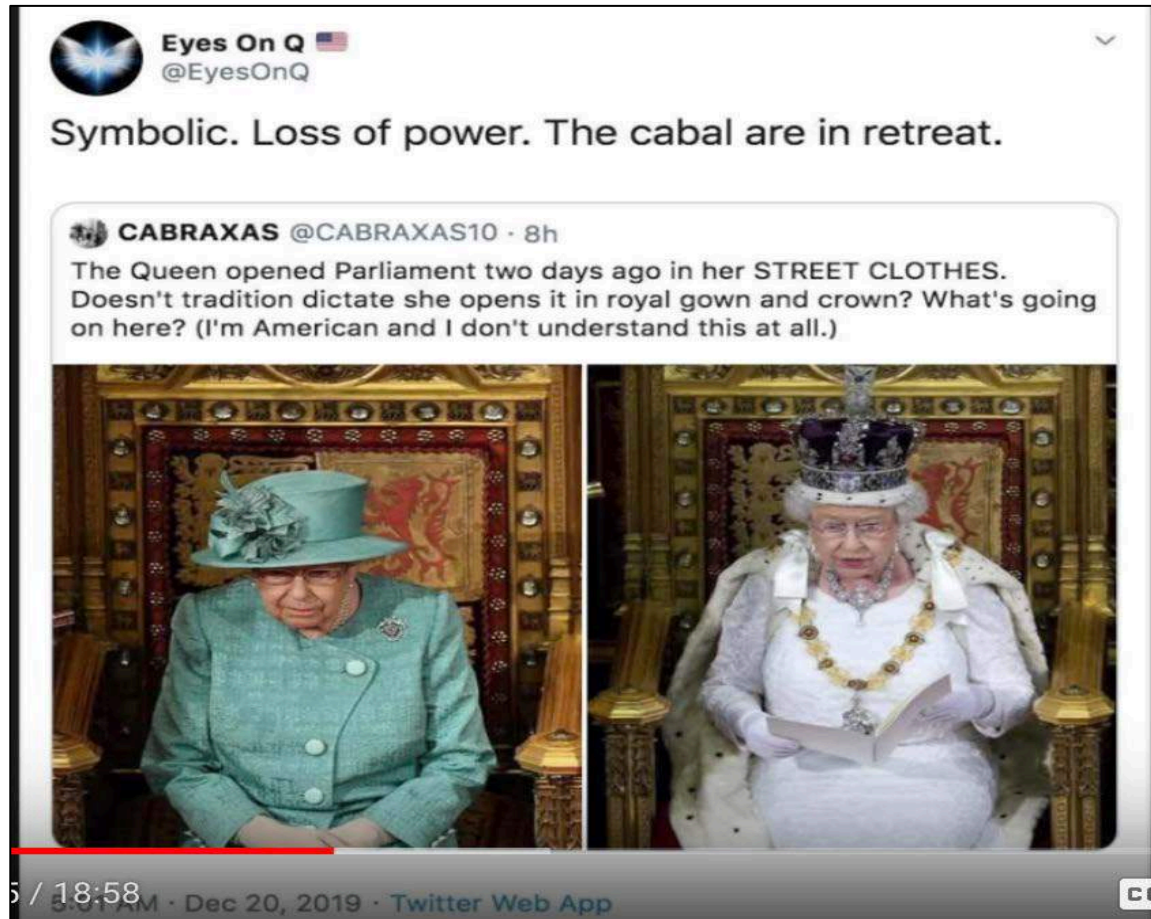 Eyes On Q
@EyesOnQ
Symbolic. Loss of power. The cabal are in retreat.
CABRAXAS @CABRAXAS10 · 8h
The Queen opened Parliament two days ago in her STREET CLOTHES.
Doesn't tradition dictate she opens it in royal gown and crown? What's going
on here? (I'm American and I don't understand this at all.)
/ 18:58
AM · Dec 20, 2019 · Twitter Web App